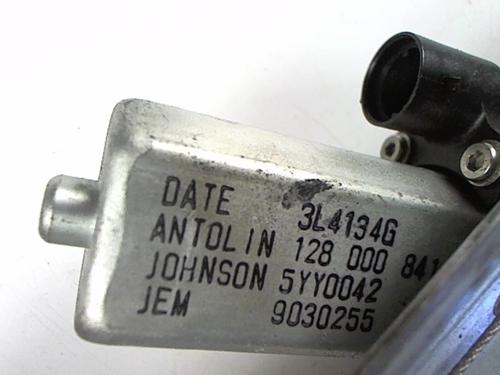 DATE 3L4134G
ANTOLIN 128 000 841
JOHNSON 5YY0042
JEM 9030255